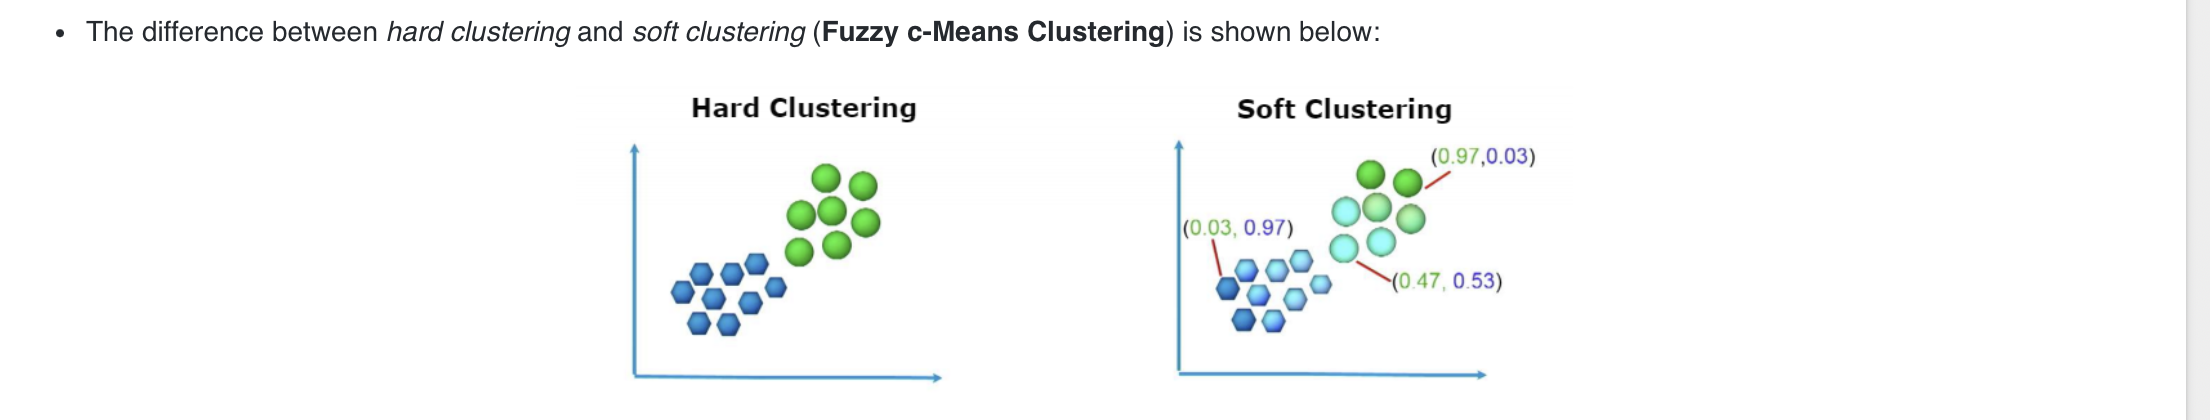 • The difference between hard clustering and soft clustering (Fuzzy c-Means Clustering) is shown below:
Hard Clustering
Soft Clustering
(0.97,0.03)
(0.03, 0.97)
(0.47, 0.53)